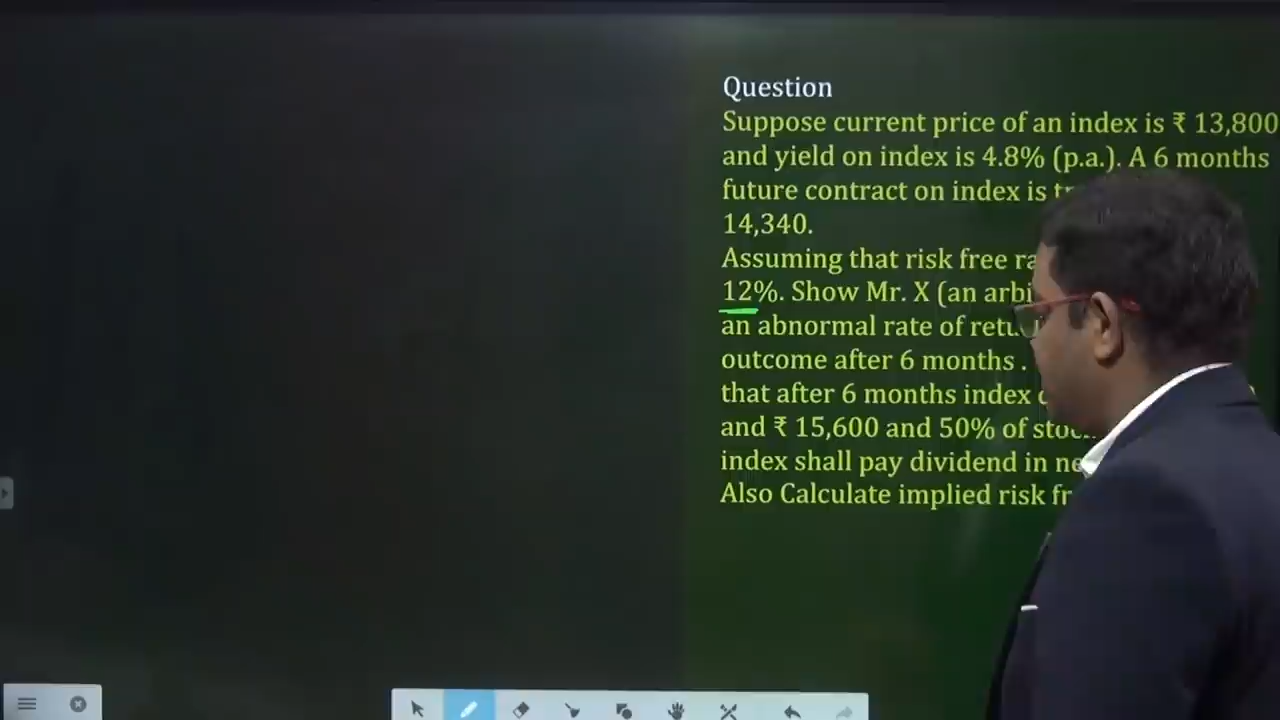 Question
Suppose current price of an index is ₹ 13,800
and yield on index is 4.8% (p.a.). A 6 months
future contract on index is
14,340.
Assuming that risk free
12%. Show Mr. X (an
an abnormal rate of
outcome after 6 months .
that after 6 months index
and ₹ 15,600 and 50% of
index shall pay dividend in
Also Calculate implied risk